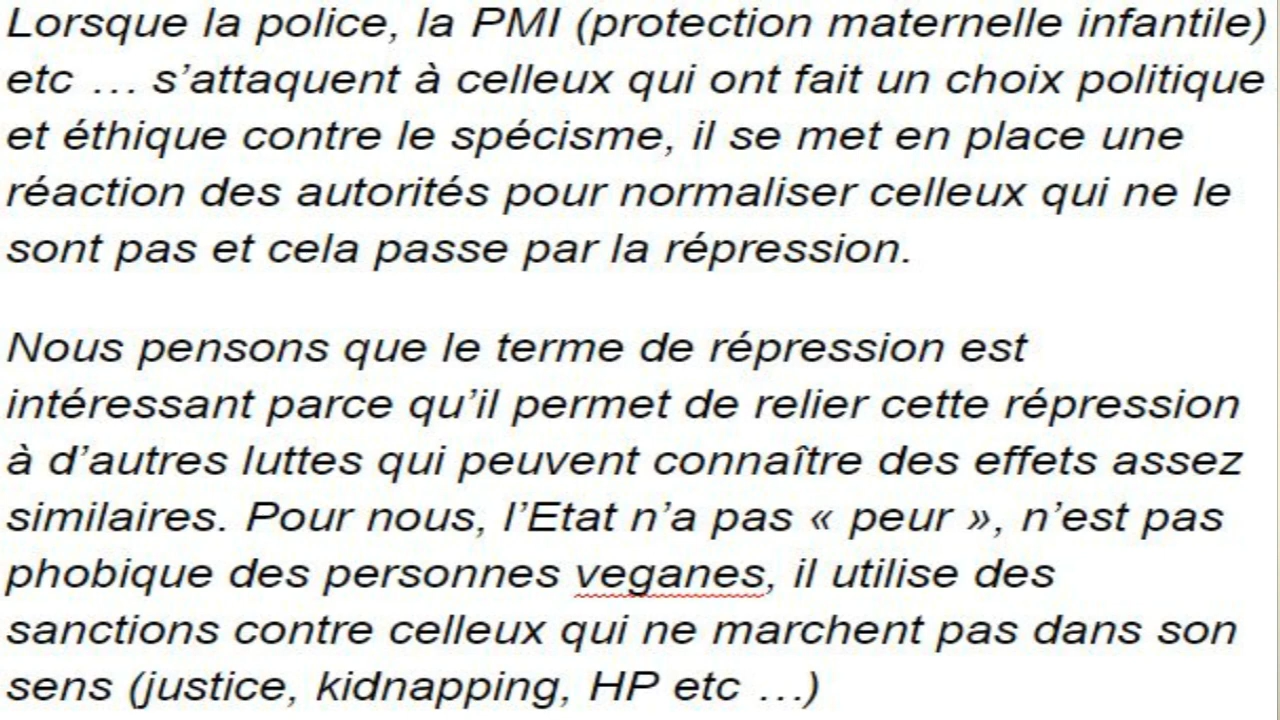 Lorsque la police, la PMI (protection maternelle infantile)
etc … s’attaquent à celleux qui ont fait un choix politique
et éthique contre le spécisme, il se met en place une
réaction des autorités pour normaliser celleux qui ne le
sont pas et cela passe par la répression.
Nous pensons que le terme de répression est
intéressant parce qu’il permet de relier cette répression
à d’autres luttes qui peuvent connaître des effets assez
similaires. Pour nous, l’Etat n’a pas « peur », n’est pas
phobique des personnes veganes, il utilise des
sanctions contre celleux qui ne marchent pas dans son
sens (justice, kidnapping, HP etc …)